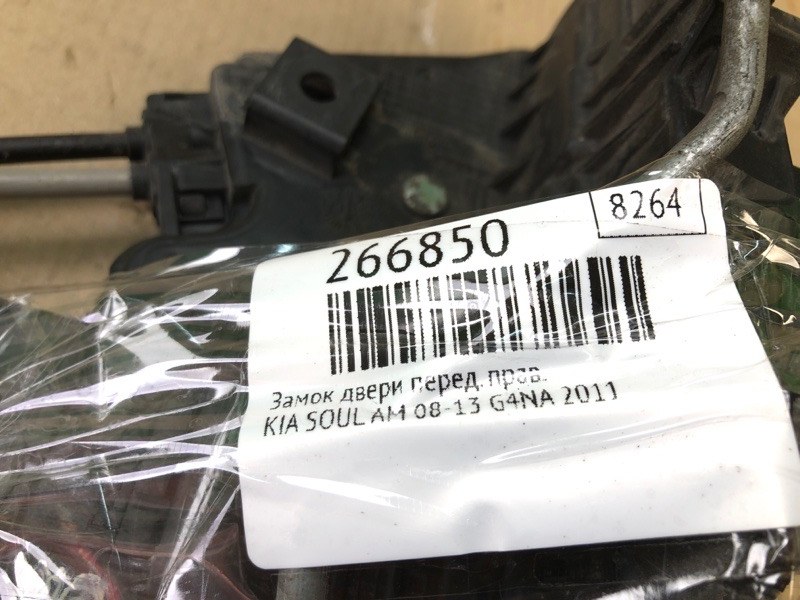 8264
266850
Замок двери перед. прав.
KIA SOUL AM 08-13 G4NA 2011